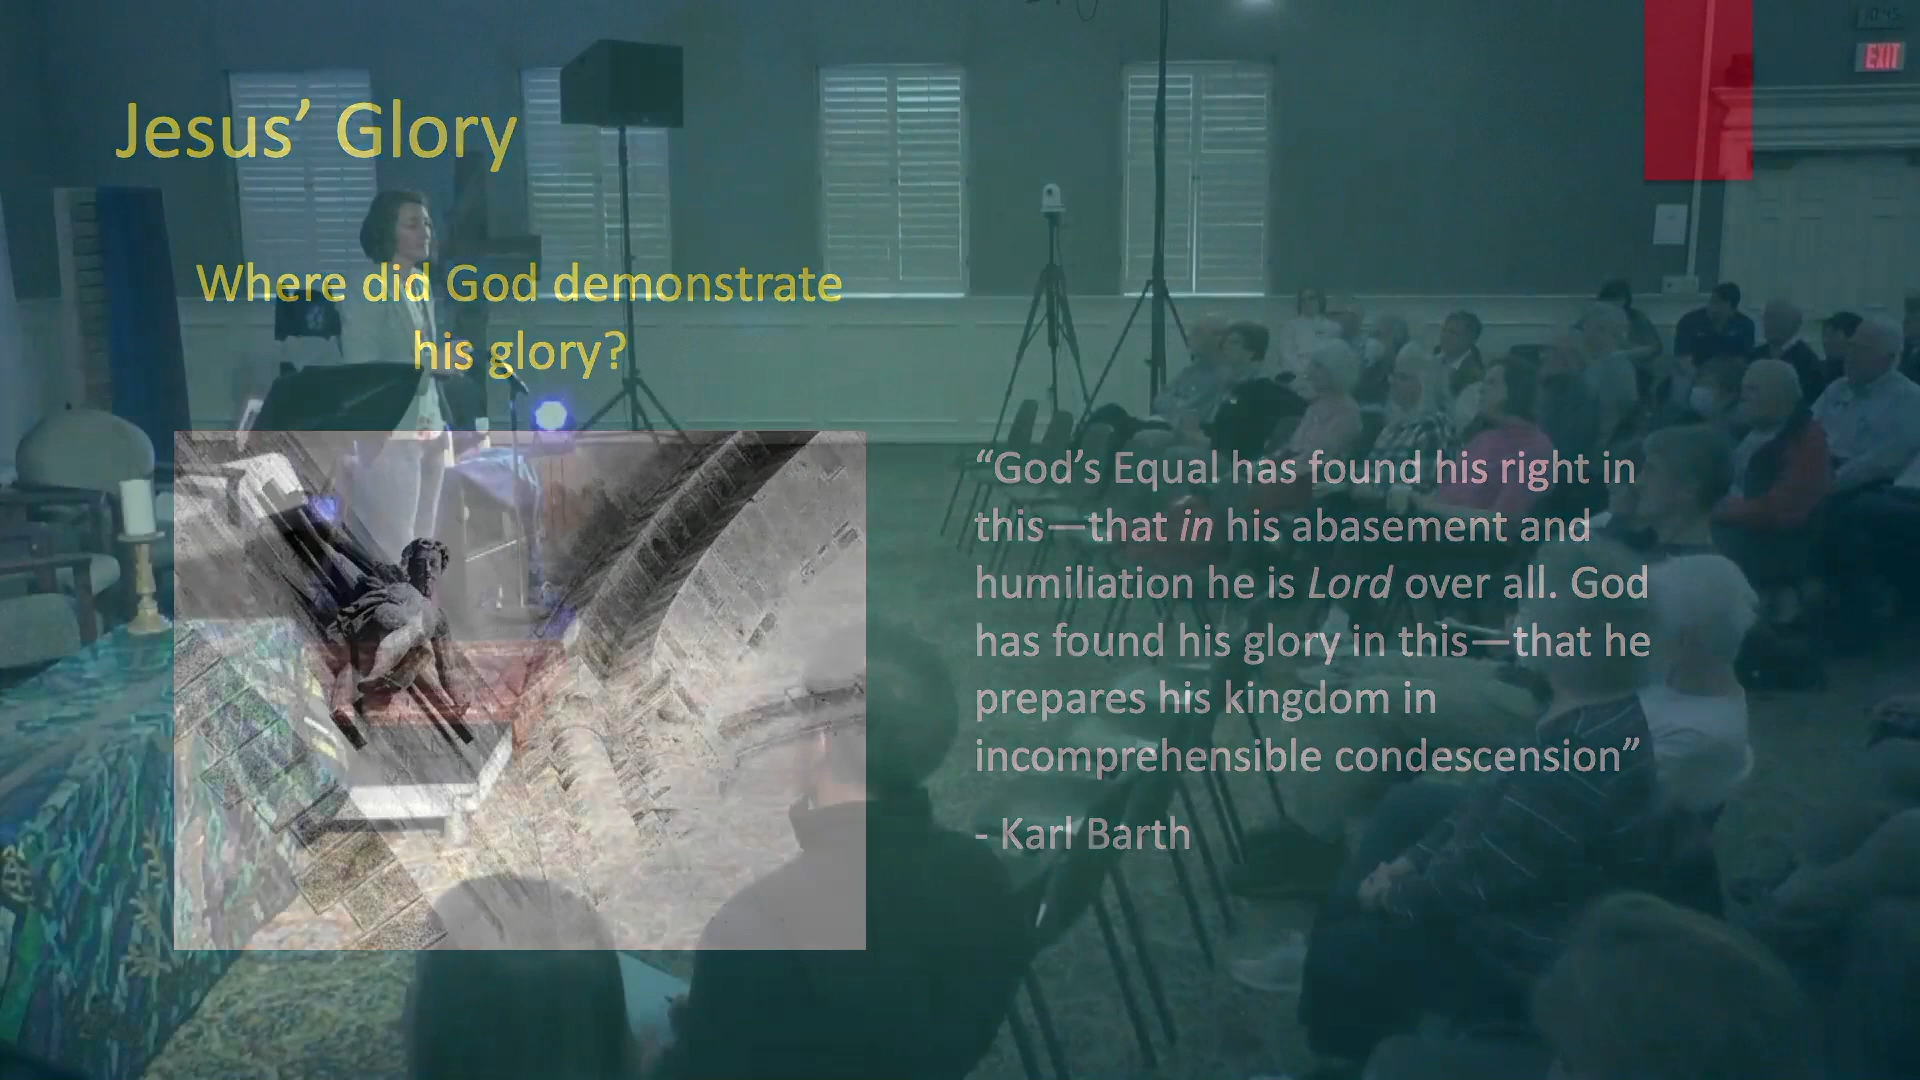 EXIT
Jesus’ Glory
Where did God demonstrate
his glory?
“God’s Equal has found his right in
this—that in his abasement and
humiliation he is Lord over all. God
has found his glory in this—that he
prepares his kingdom in
incomprehensible condescension”
- Karl Barth